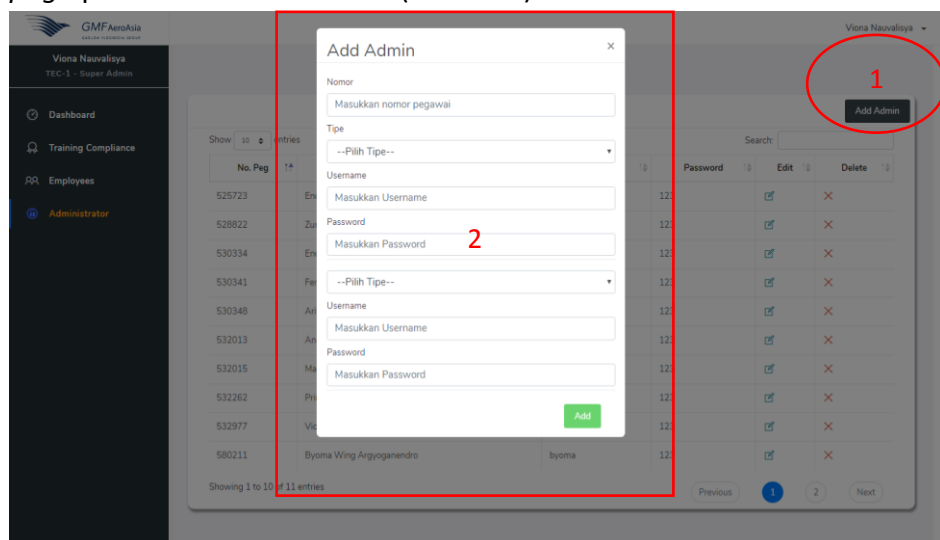 GMF AeroAsia
Viona Nauvalisya
Viona Nauvalisya
TEC-1 - Super Admin
Dashboard
Training Compliance
Employees
Administrator
1
Add Admin
Show 10 entries
Search:
No. Peg
Password
Edit
Delete
525723
528822
530334
530341
530348
532013
532015
532262
532977
580211 Byoma Wing Argyoganendro byoma
Showing 1 to 10 of 11 entries
Previous 1 2 Next
Add Admin ×
Nomor
Masukkan nomor pegawai
Tipe
--Pilih Tipe--
Username
Masukkan Username
Password
Masukkan Password
2
--Pilih Tipe--
Username
Masukkan Username
Password
Masukkan Password
Add